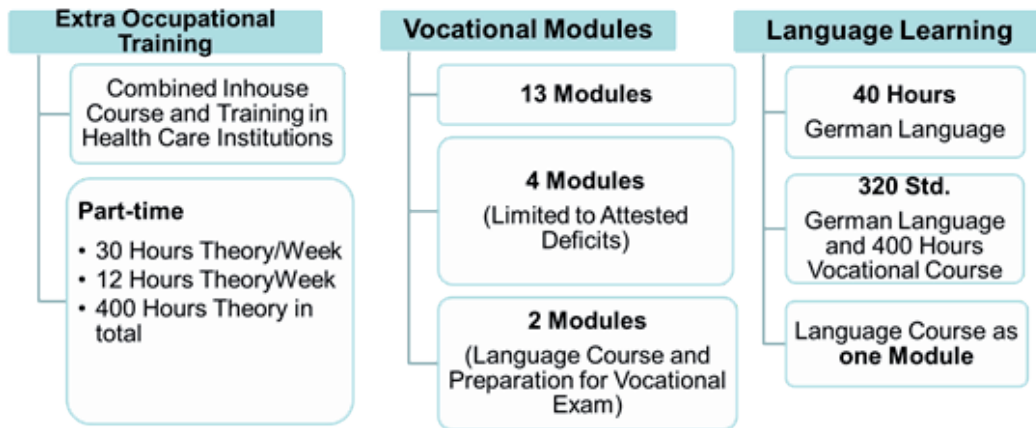 Extra Occupational
Training
Combined Inhouse
Course and Training in
Health Care Institutions
Part-time
• 30 Hours Theory/Week
• 12 Hours TheoryWeek
• 400 Hours Theory in
total
Vocational Modules
13 Modules
4 Modules
(Limited to Attested
Deficits)
2 Modules
(Language Course and
Preparation for Vocational
Exam)
Language Learning
40 Hours
German Language
320 Std.
German Language
and 400 Hours
Vocational Course
Language Course as
one Module